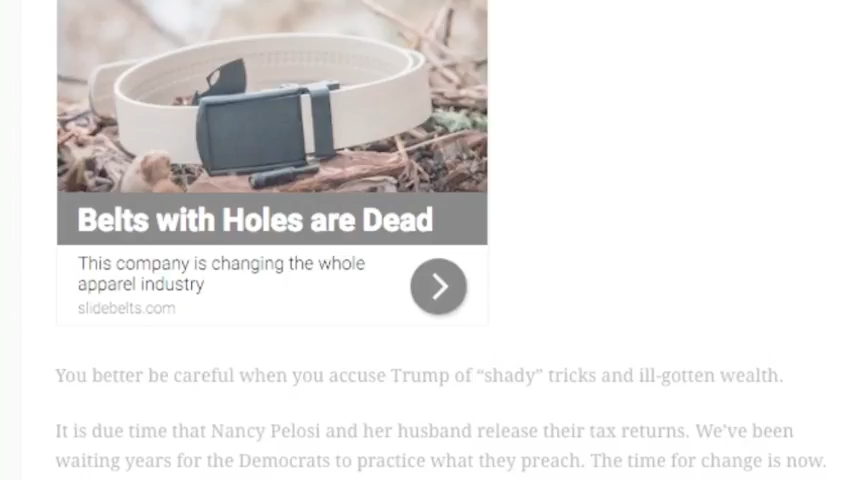 Belts with Holes are Dead
This company is changing the whole
apparel industry
slidebelts.com
You better be careful when you accuse Trump of “shady” tricks and ill-gotten wealth.
It is due time that Nancy Pelosi and her husband release their tax returns. We’ve been
waiting years for the Democrats to practice what they preach. The time for change is now.